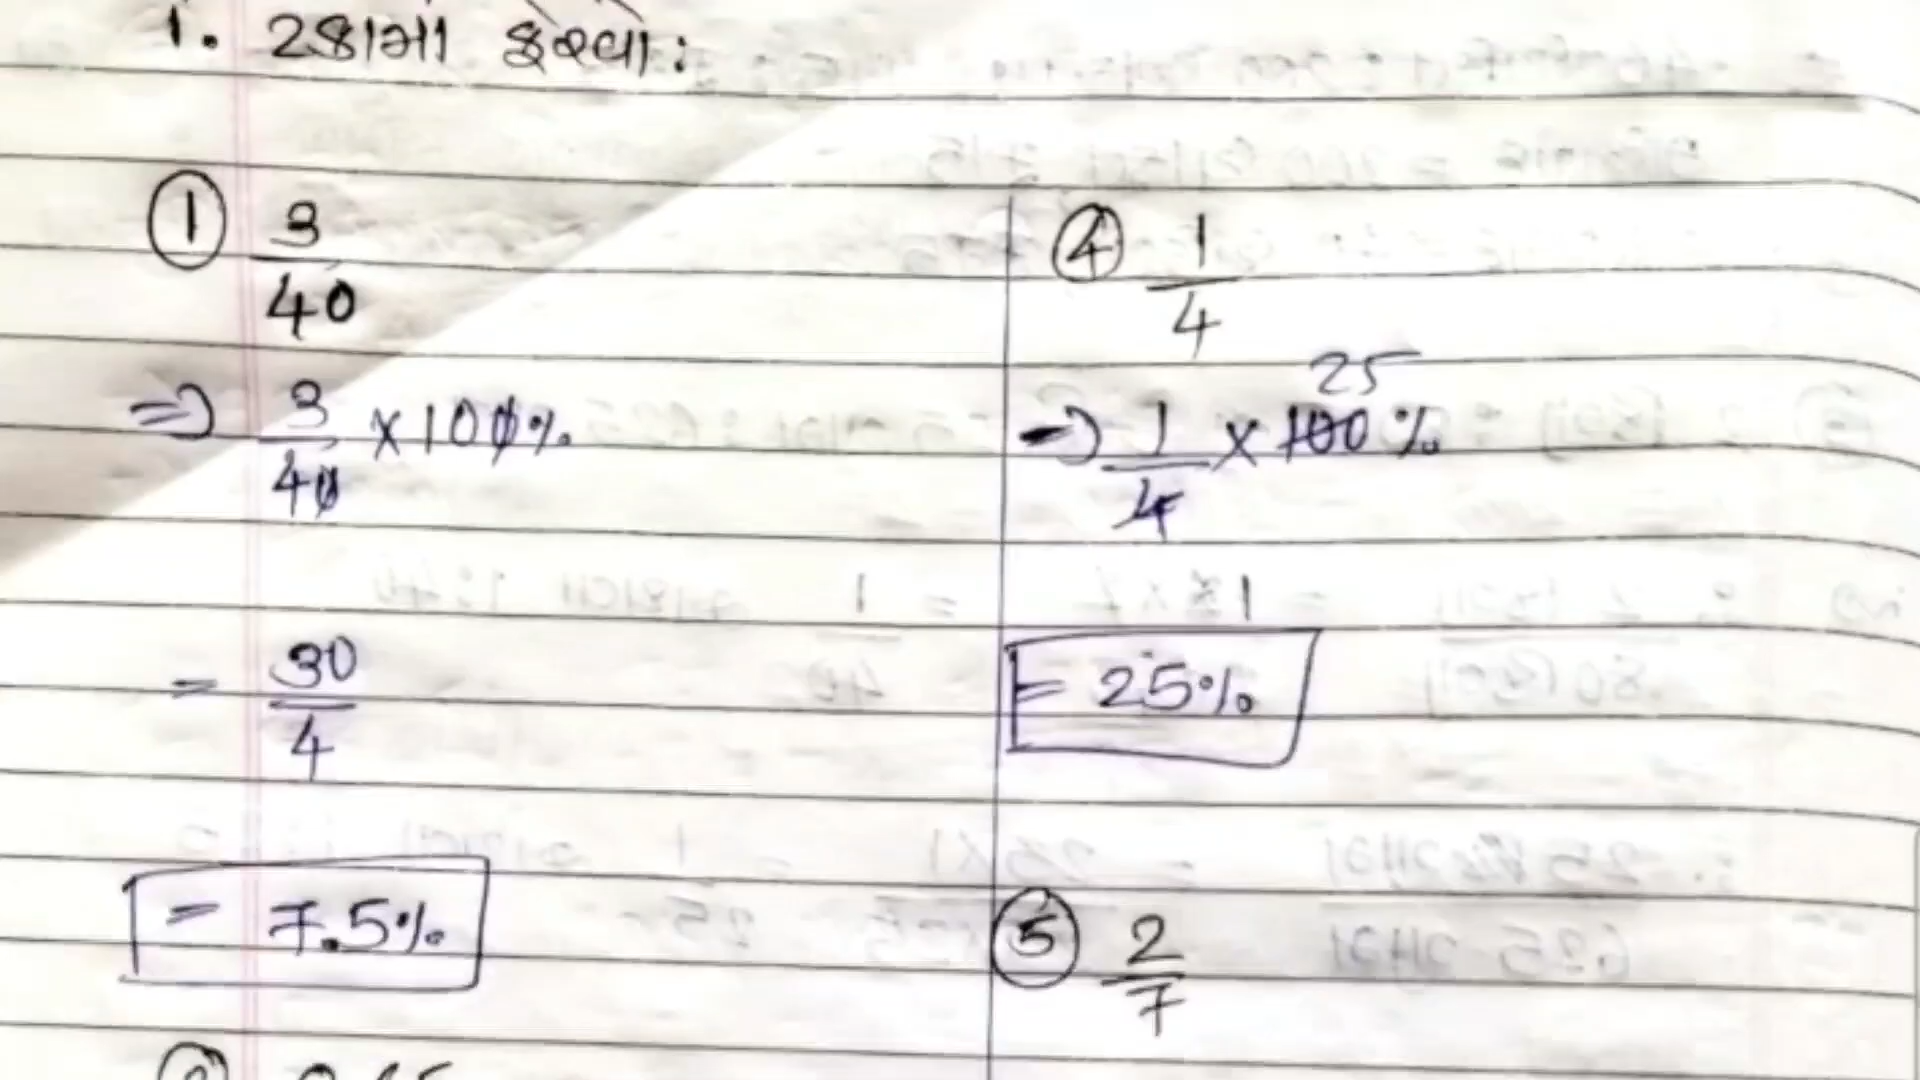 1. ટકામાં ફેરવો:
① 3/40
⇒ 3/40 × 100%
= 30/4
= 7.5%
④ 1/4
25
→ 1/4 × 100%
= 25%
⑤ 2/7